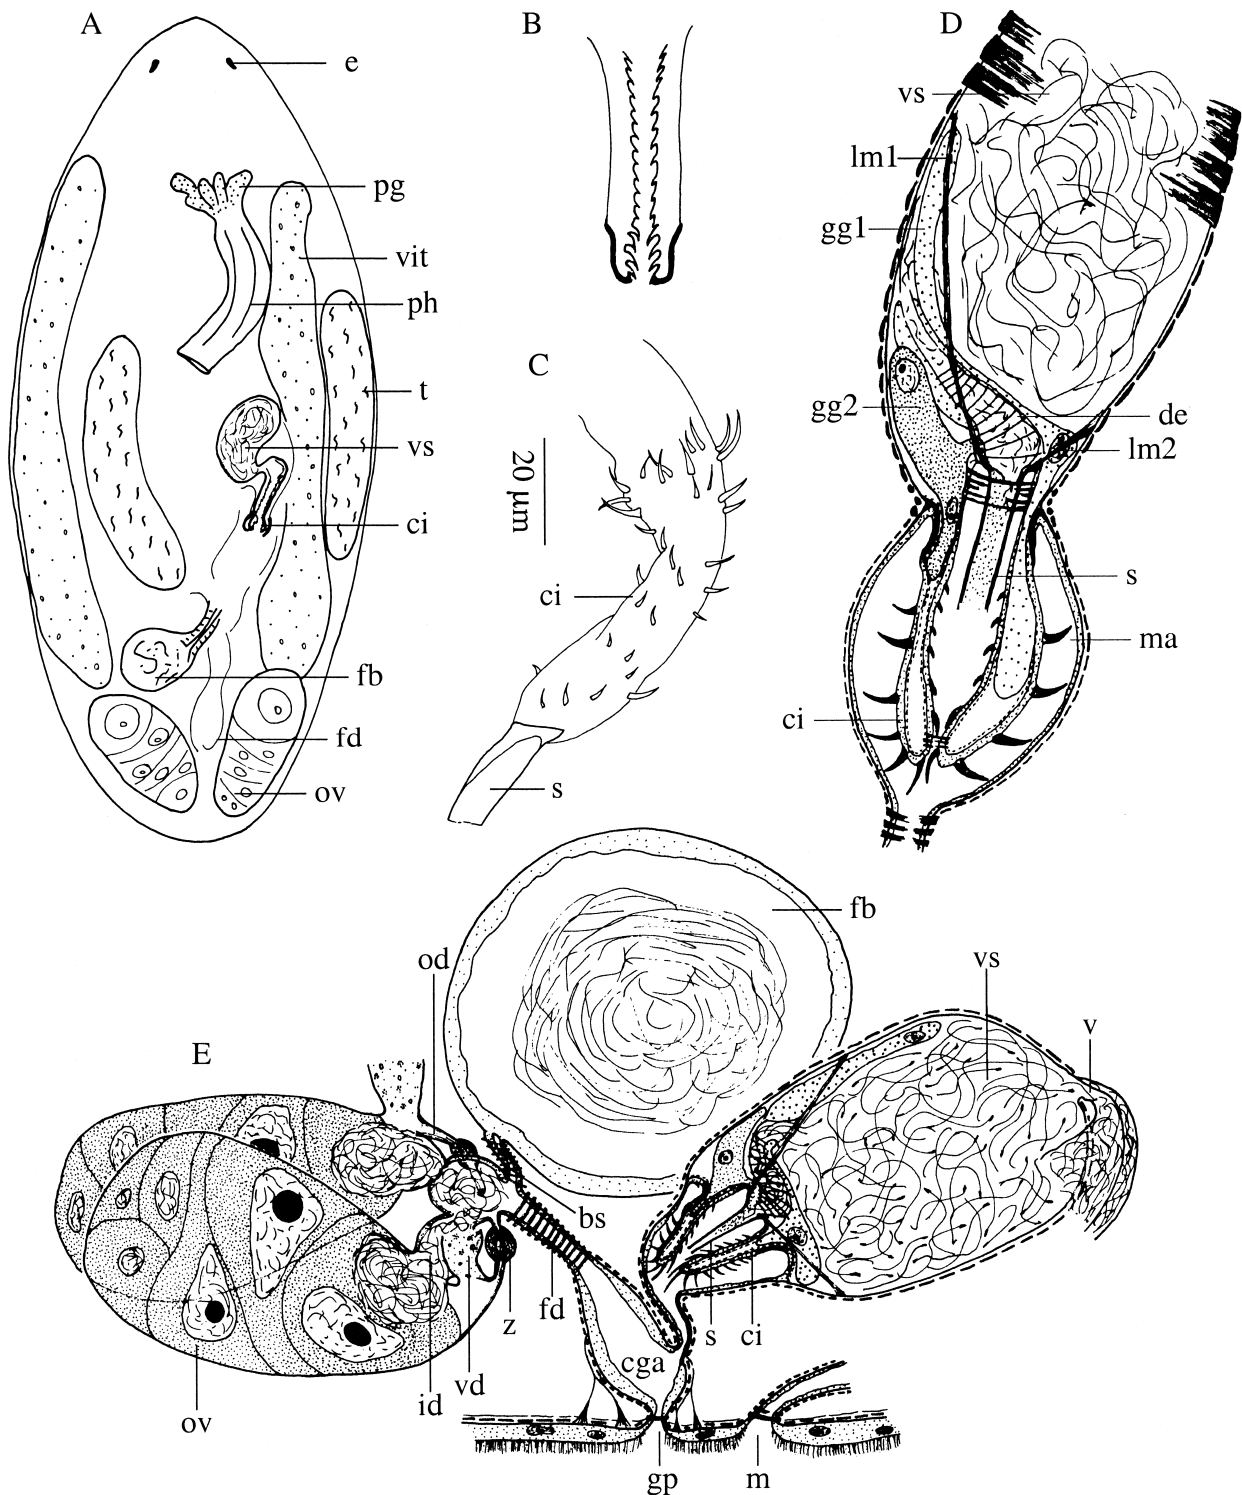 A
e
pg
vit
ph
t
vs
ci
fb
fd
ov
B
C
20 µm
ci
s
D
vs
lm1
gg1
gg2
de
lm2
s
ma
ci
E
od
fb
vs
v
bs
fd
z
s
ci
cga
vd
id
ov
gp
m